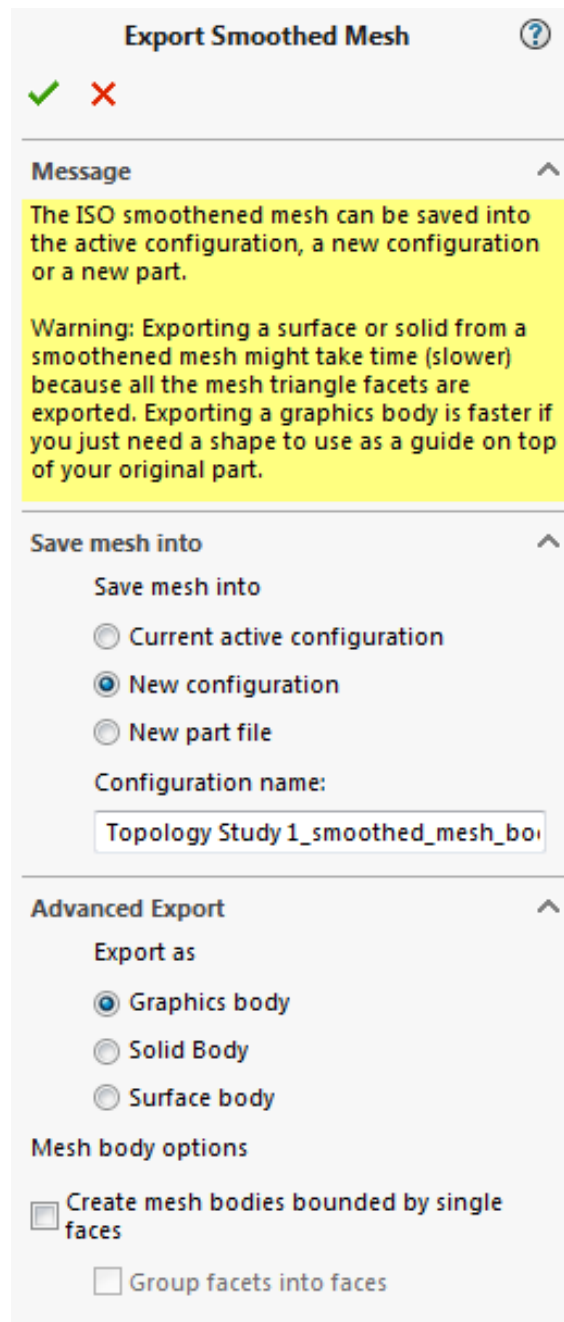 Export Smoothed Mesh
Message
The ISO smoothened mesh can be saved into
the active configuration, a new configuration
or a new part.
Warning: Exporting a surface or solid from a
smoothened mesh might take time (slower)
because all the mesh triangle facets are
exported. Exporting a graphics body is faster if
you just need a shape to use as a guide on top
of your original part.
Save mesh into
Save mesh into
Current active configuration
New configuration
New part file
Configuration name:
Topology Study 1_smoothed_mesh_bo
Advanced Export
Export as
Graphics body
Solid Body
Surface body
Mesh body options
Create mesh bodies bounded by single
faces
Group facets into faces